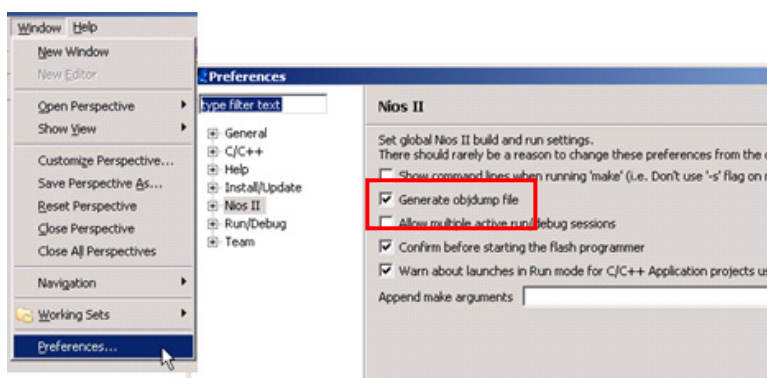 Window Help
New Window
New Editor
Open Perspective
Show View
Customize Perspective...
Save Perspective As...
Reset Perspective
Close Perspective
Close All Perspectives
Navigation
Working Sets
Preferences...
Preferences
type filter text
General
C/C++
Help
Install/Update
Nios II
Run/Debug
Team
Nios II
Set global Nios II build and run settings.
There should rarely be a reason to change these preferences from the
Show command lines when running 'make' (i.e. Don't use '-s' flag on
Generate objdump file
Allow multiple active run/debug sessions
Confirm before starting the flash programmer
Warn about launches in Run mode for C/C++ Application projects
Append make arguments